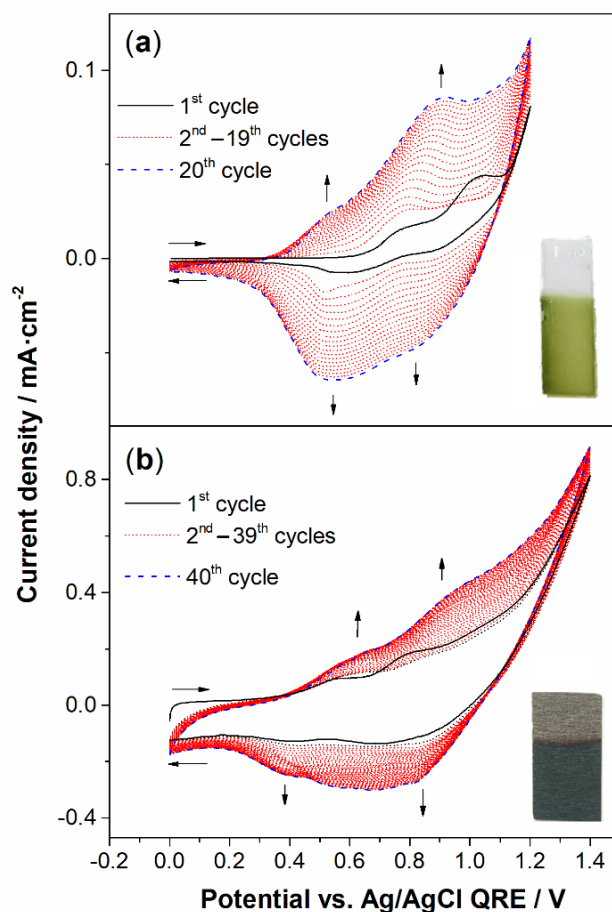 (a)
1st cycle
2nd – 19th cycles
20th cycle
0.1
0.0
(b)
1st cycle
2nd – 39th cycles
40th cycle
0.8
0.4
0.0
-0.4
-0.2 0.0 0.2 0.4 0.6 0.8 1.0 1.2 1.4
Current density / mA·cm-2
Potential vs. Ag/AgCl QRE / V